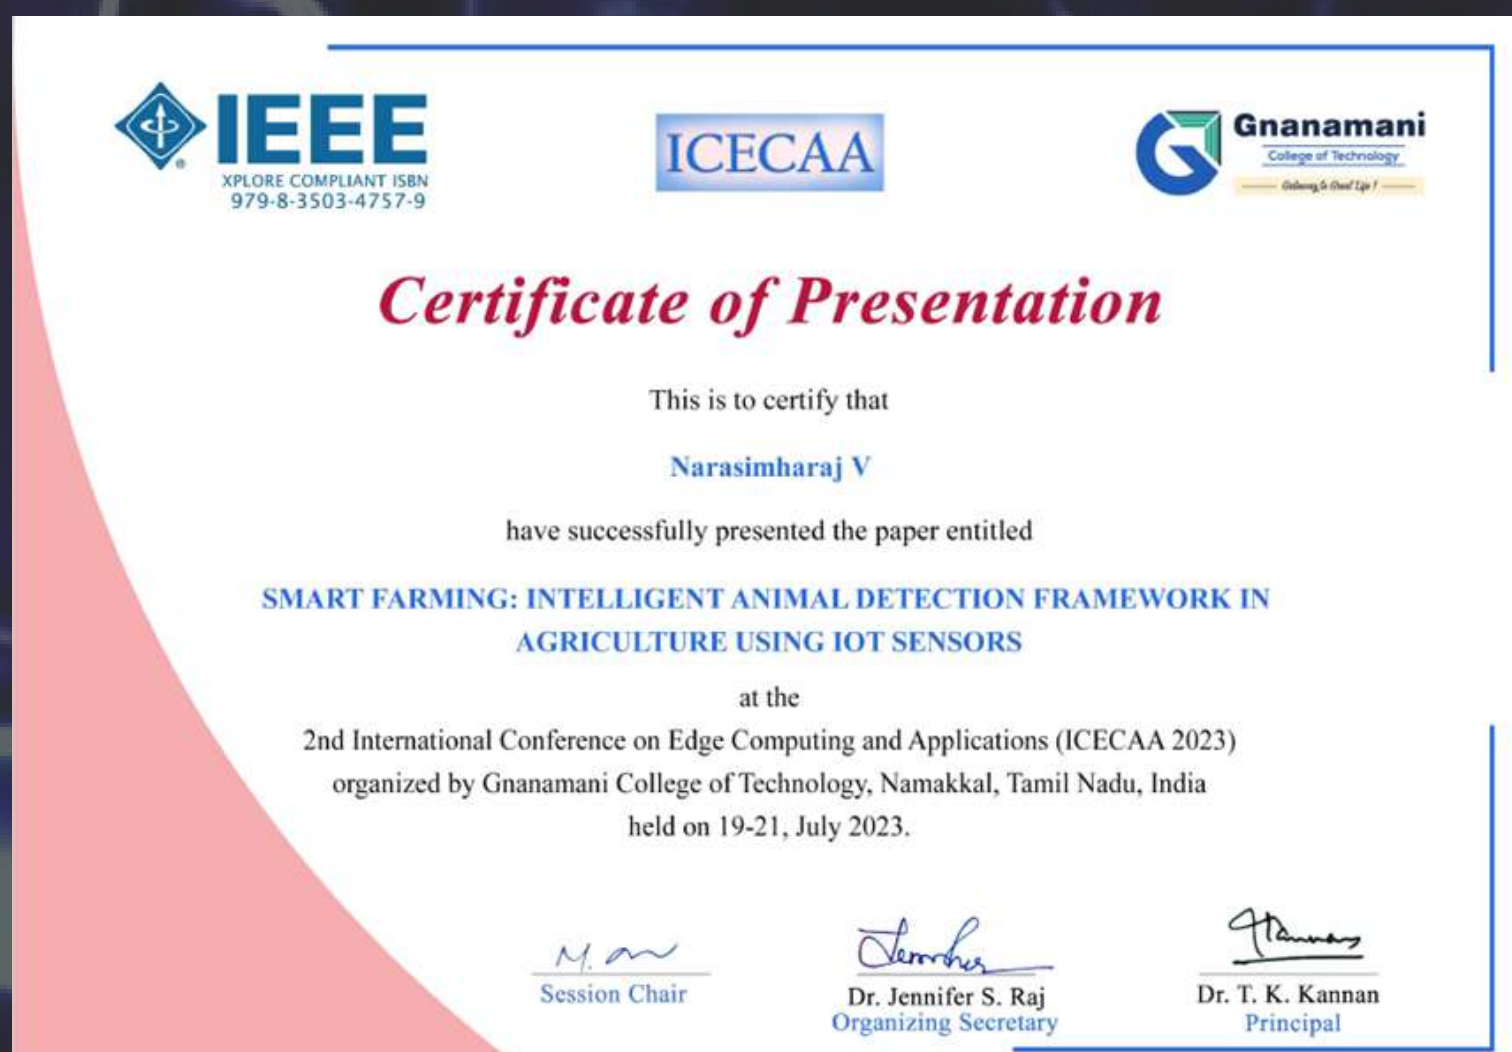 IEEE
XPLORE COMPLIANT ISBN
979-8-3503-4757-9
ICECAA
Gnanamani
College of Technology
Gateway to Great Life !
Certificate of Presentation
This is to certify that
Narasimharaj V
have successfully presented the paper entitled
SMART FARMING: INTELLIGENT ANIMAL DETECTION FRAMEWORK IN
AGRICULTURE USING IOT SENSORS
at the
2nd International Conference on Edge Computing and Applications (ICECAA 2023)
organized by Gnanamani College of Technology, Namakkal, Tamil Nadu, India
held on 19-21, July 2023.
Session Chair
Dr. Jennifer S. Raj
Organizing Secretary
Dr. T. K. Kannan
Principal